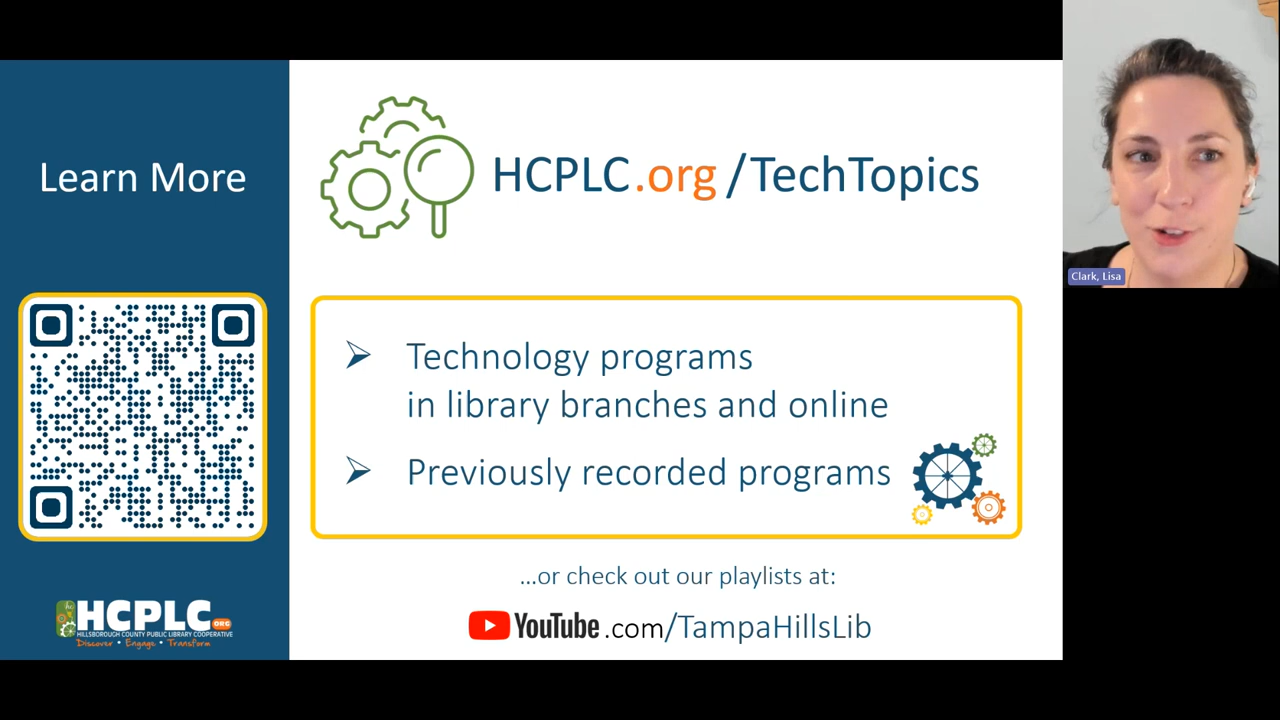 Learn More
HCPLC.org/TechTopics
Technology programs
in library branches and online
Previously recorded programs
...or check out our playlists at:
YouTube.com/TampaHillsLib
HCPLC.ORG
HILLSBOROUGH COUNTY PUBLIC LIBRARY COOPERATIVE
Discover • Engage • Transform
Clark, Lisa